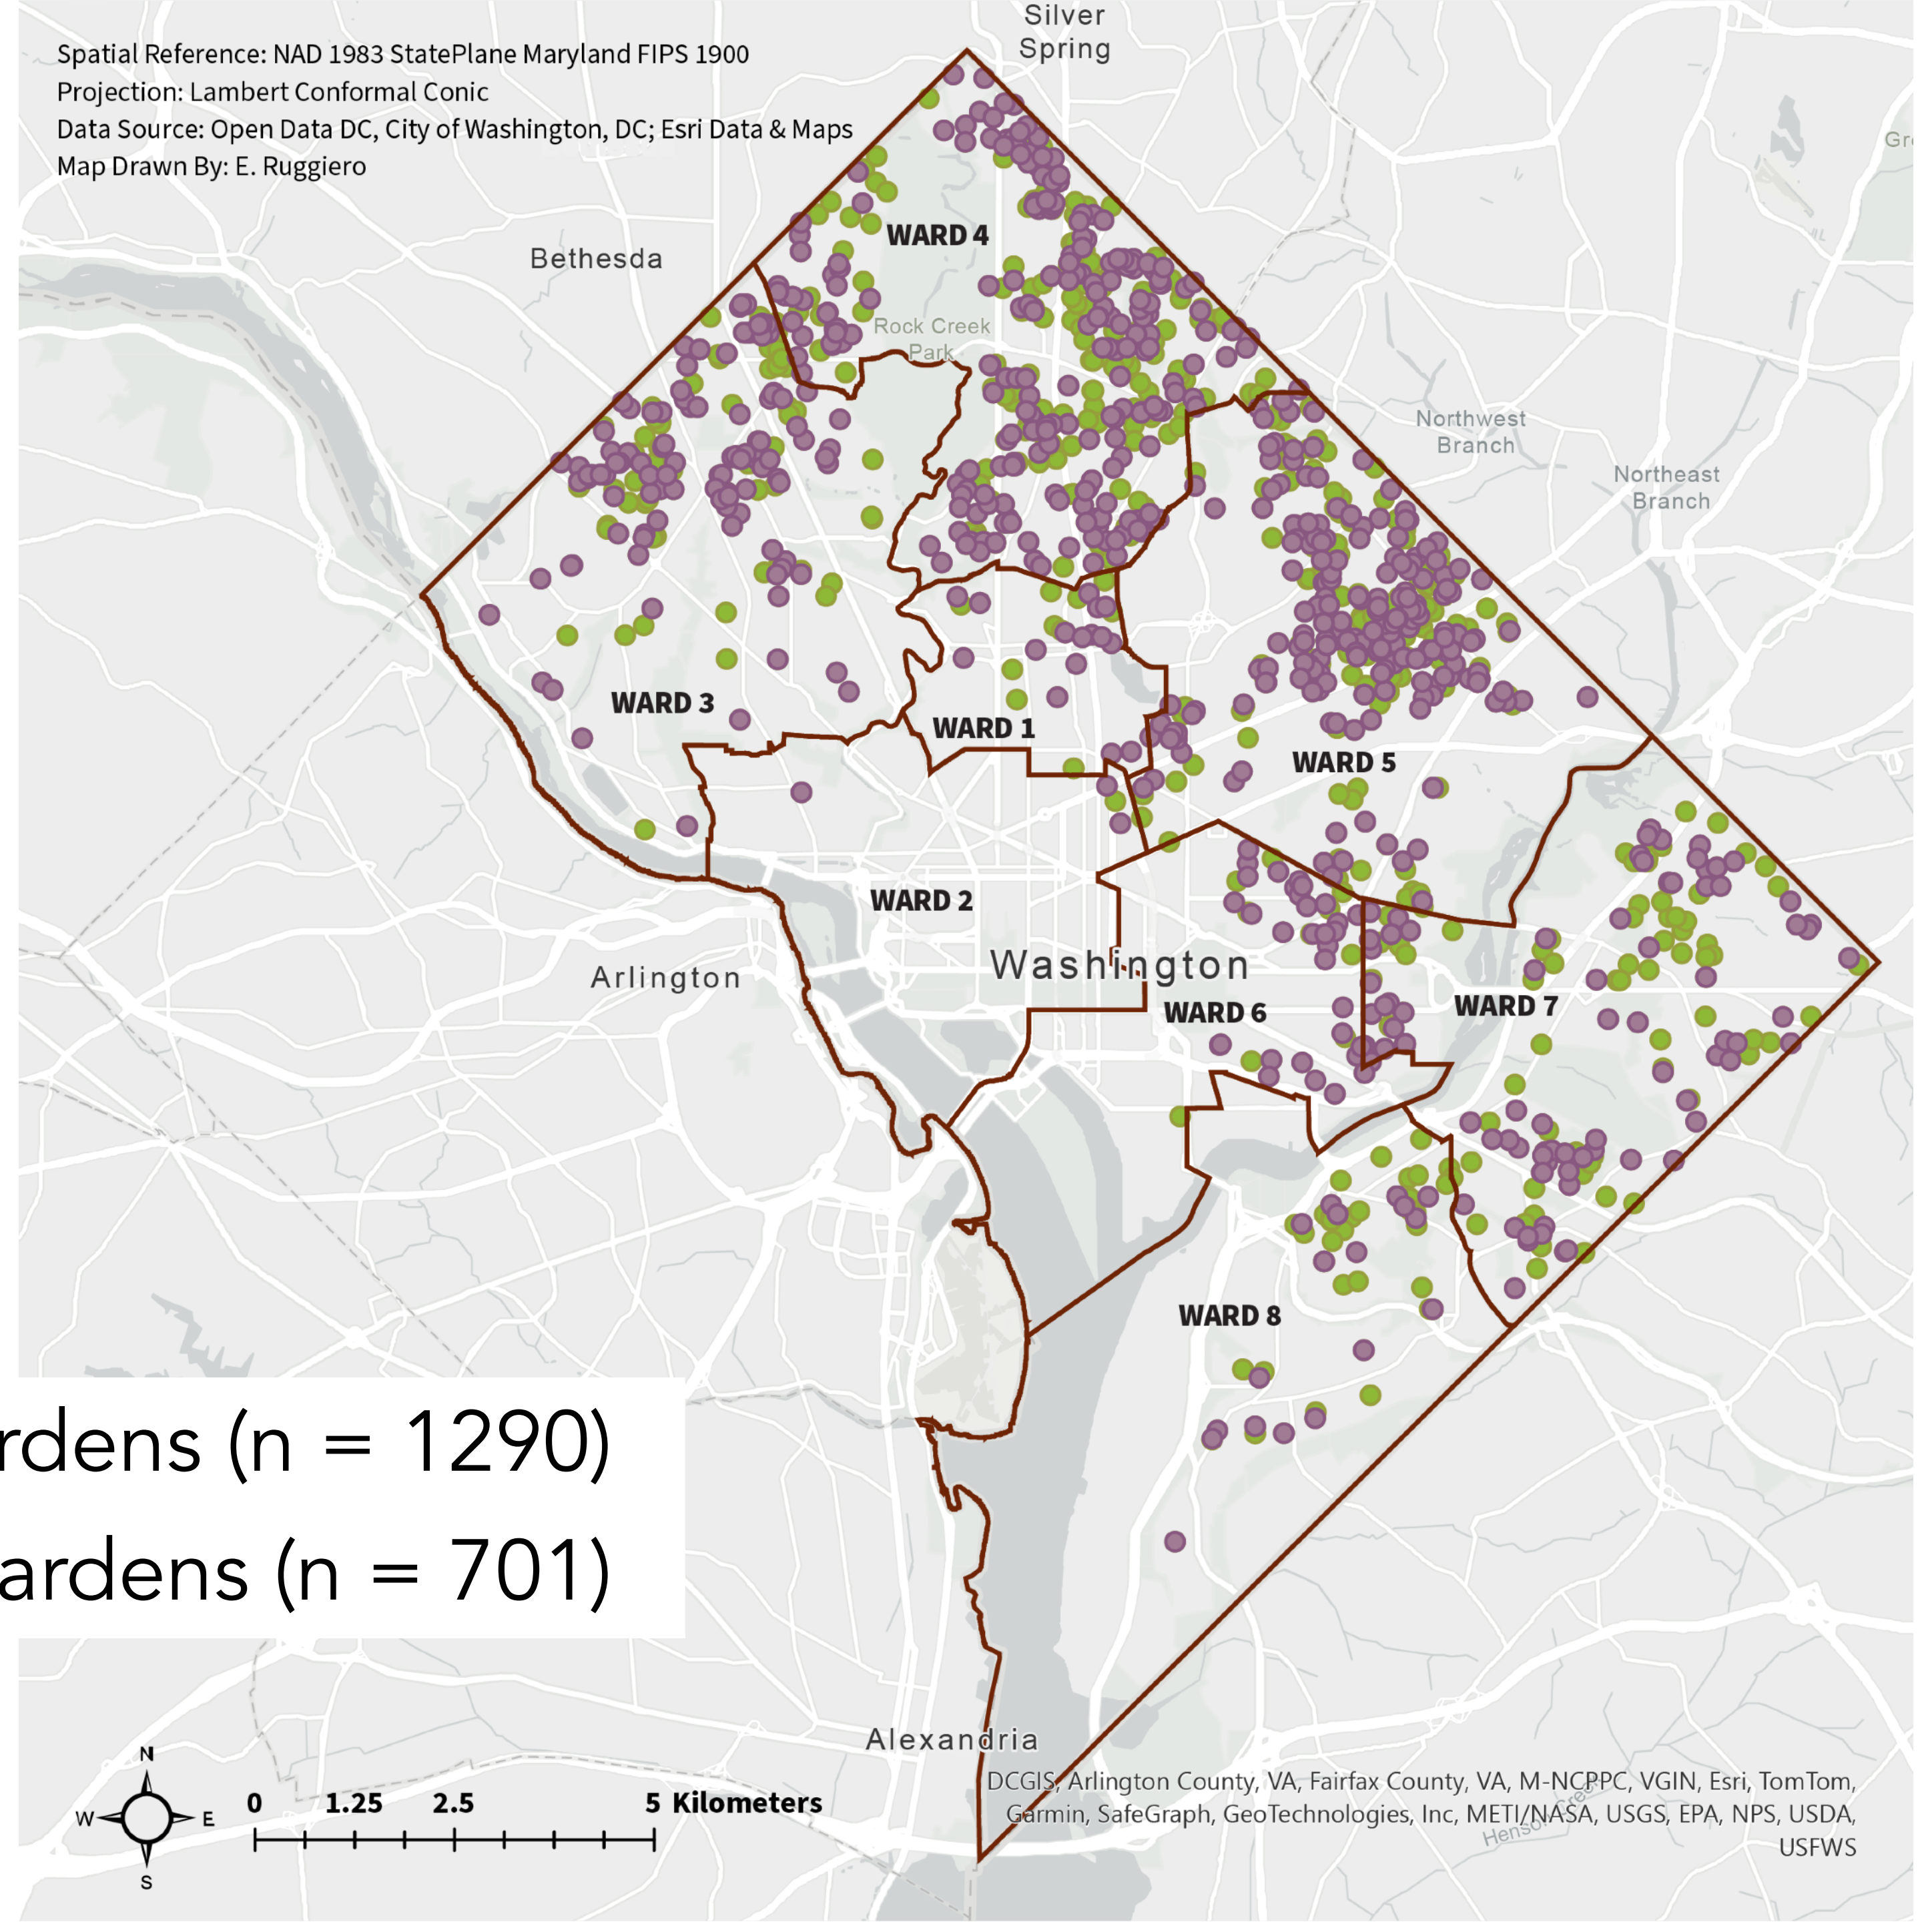 Silver
Spring
Spatial Reference: NAD 1983 StatePlane Maryland FIPS 1900
Projection: Lambert Conformal Conic
Data Source: Open Data DC, City of Washington, DC; Esri Data & Maps
Map Drawn By: E. Ruggiero
Gr
WARD 4
Bethesda
Rock Creek
Park
Northwest
Branch
Northeast
Branch
WARD 3
WARD 1
WARD 5
WARD 2
Washington
Arlington
WARD 6
WARD 7
WARD 8
rdens (n = 1290)
ardens (n = 701)
Alexandria
N
W E
S
0 1.25 2.5 5 Kilometers
DCGIS, Arlington County, VA, Fairfax County, VA, M-NCPPC, VGIN, Esri, TomTom,
Garmin, SafeGraph, GeoTechnologies, Inc, METI/NASA, USGS, EPA, NPS, USDA,
USFWS
Henson Creek